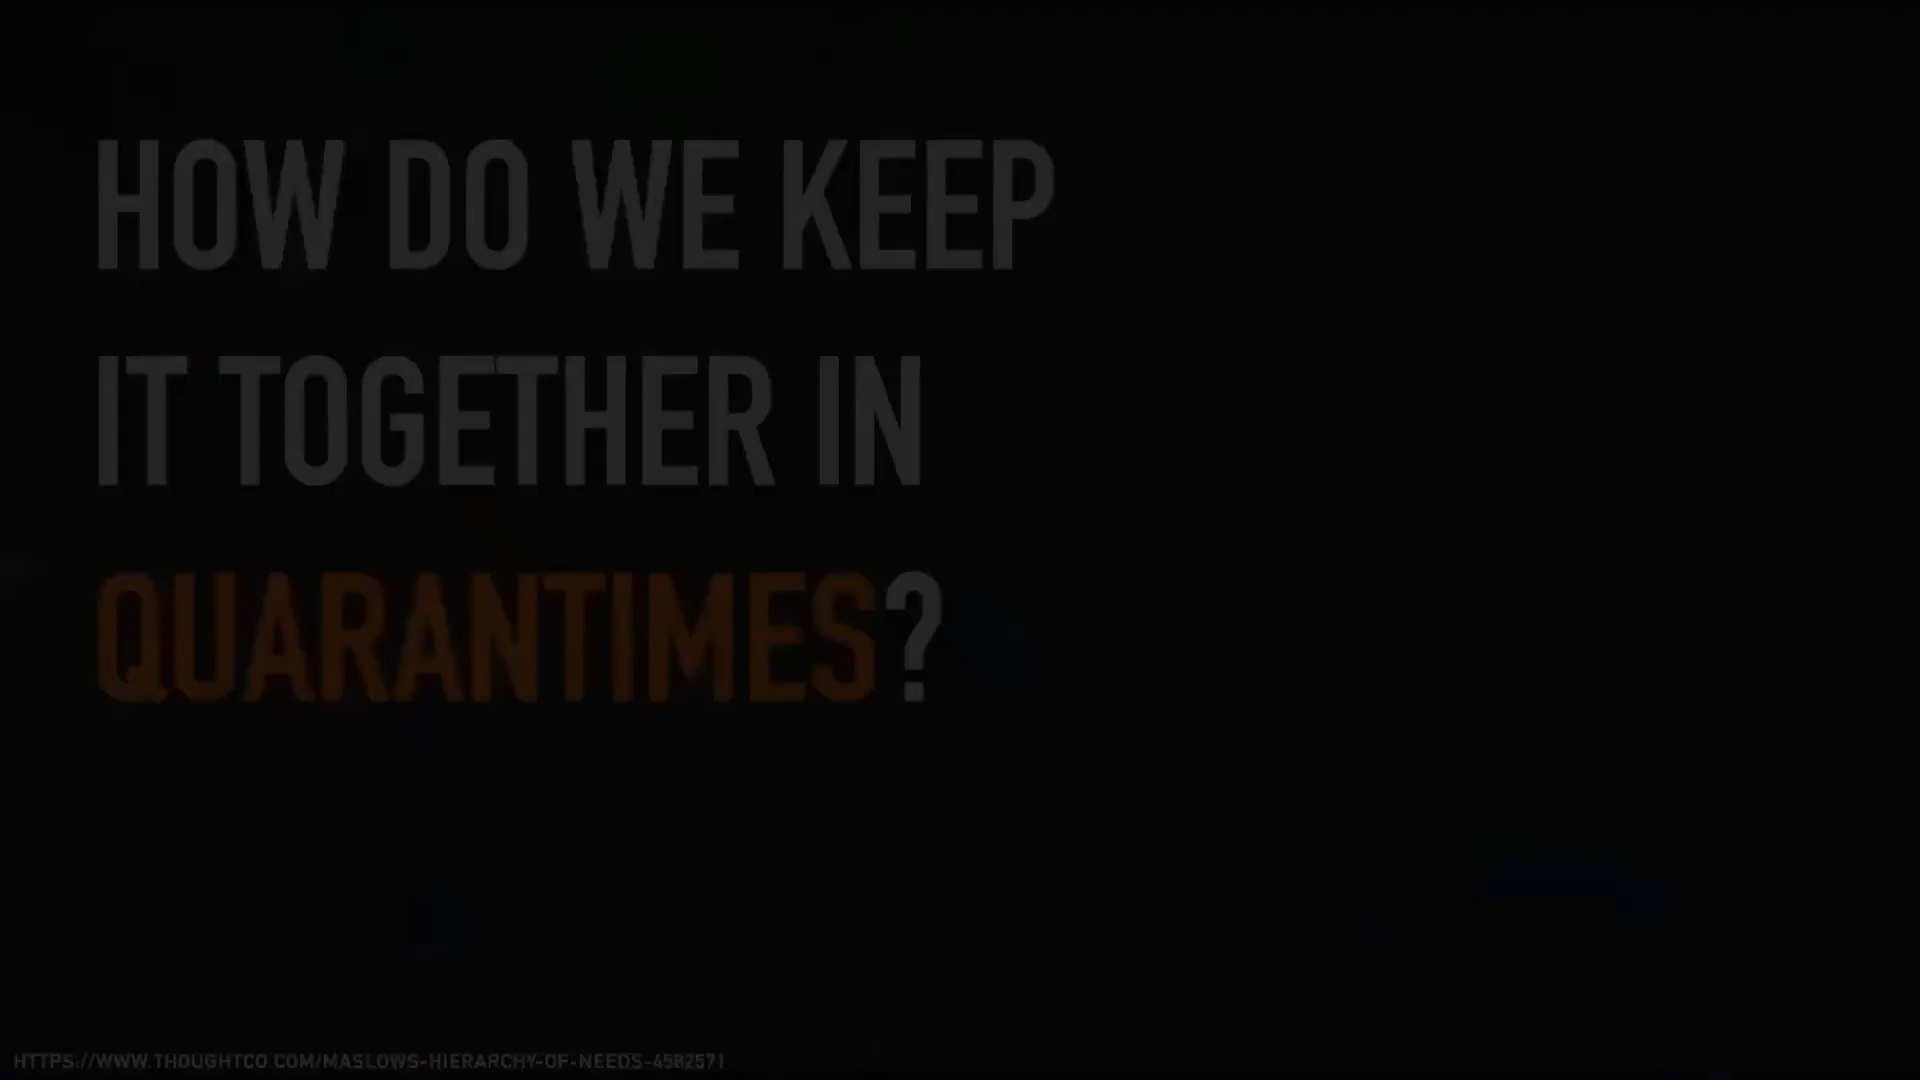 HOW DO WE KEEP
IT TOGETHER IN
QUARANTIMES?
HTTPS://WWW.THOUGHTCO.COM/MASLOWS-HIERARCHY-OF-NEEDS-4582571